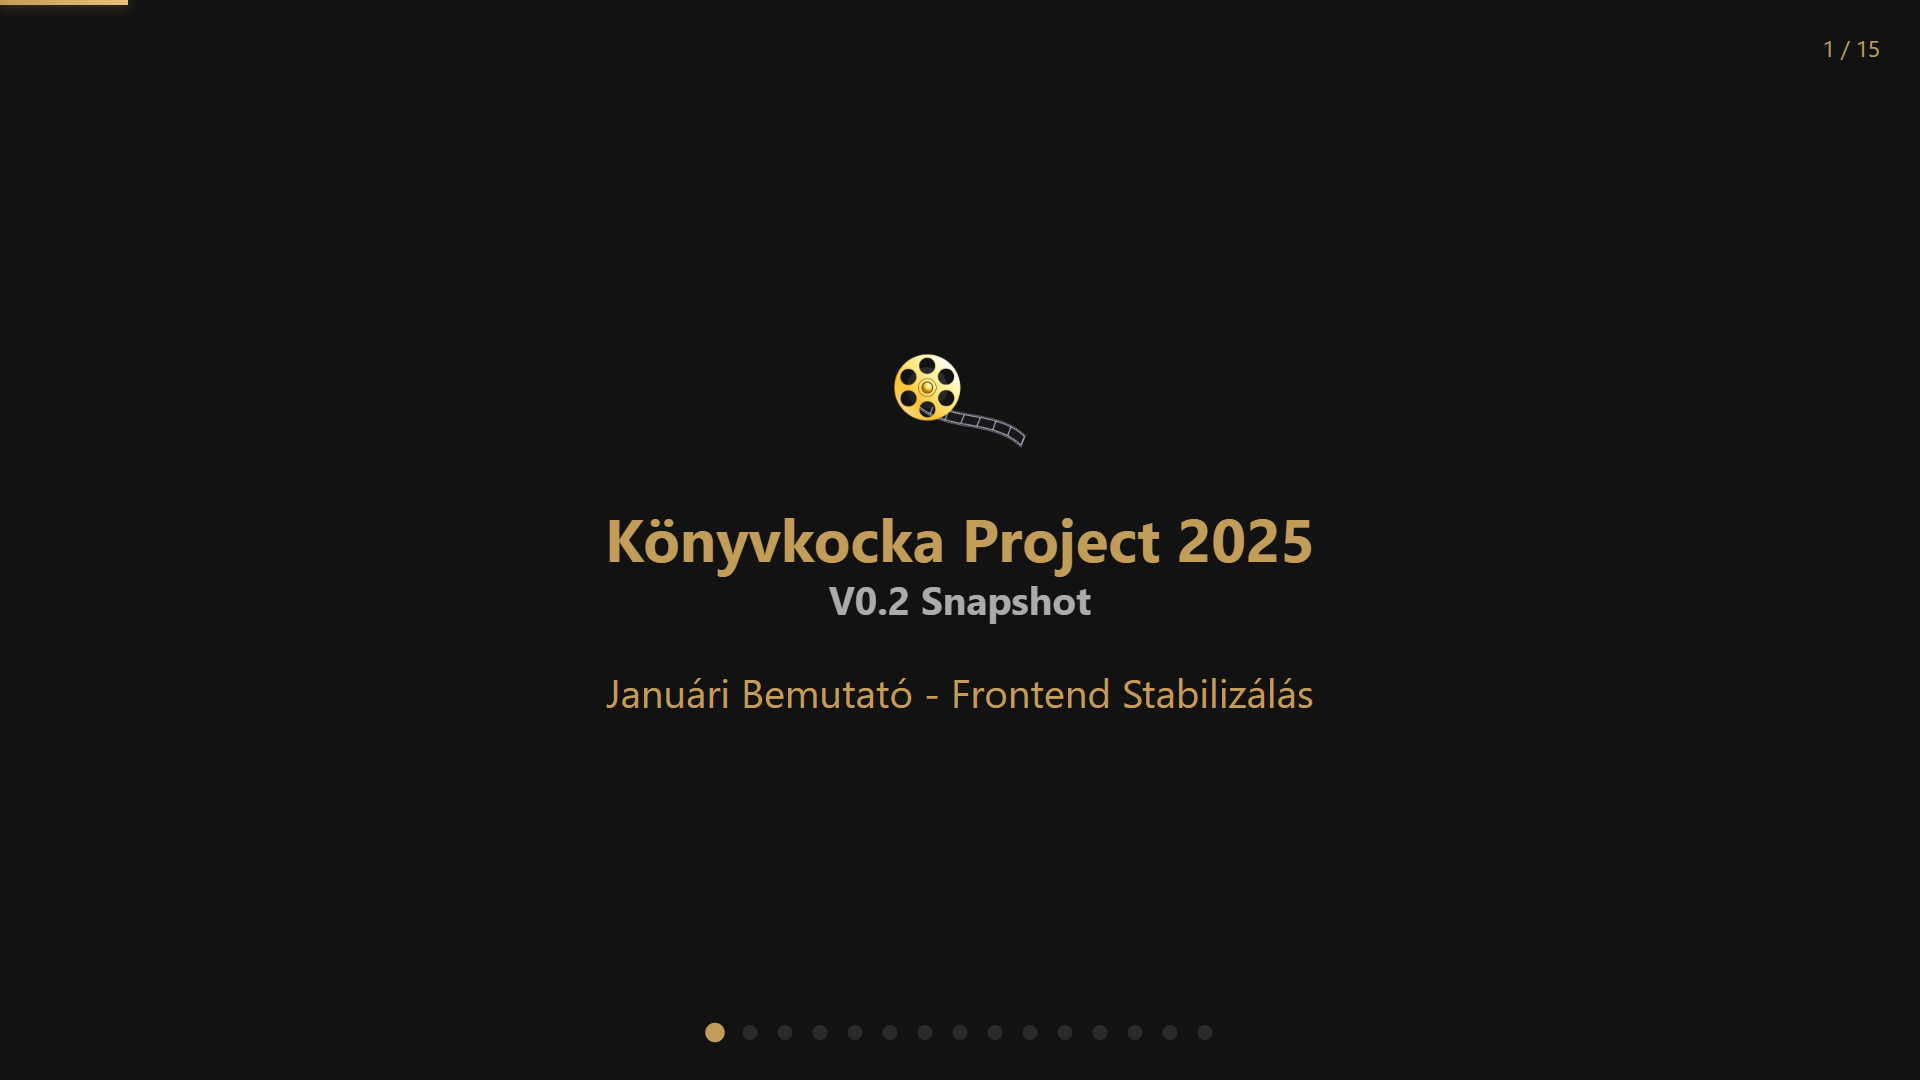 1 / 15
Könyvkocka Project 2025
V0.2 Snapshot
Januári Bemutató - Frontend Stabilizálás